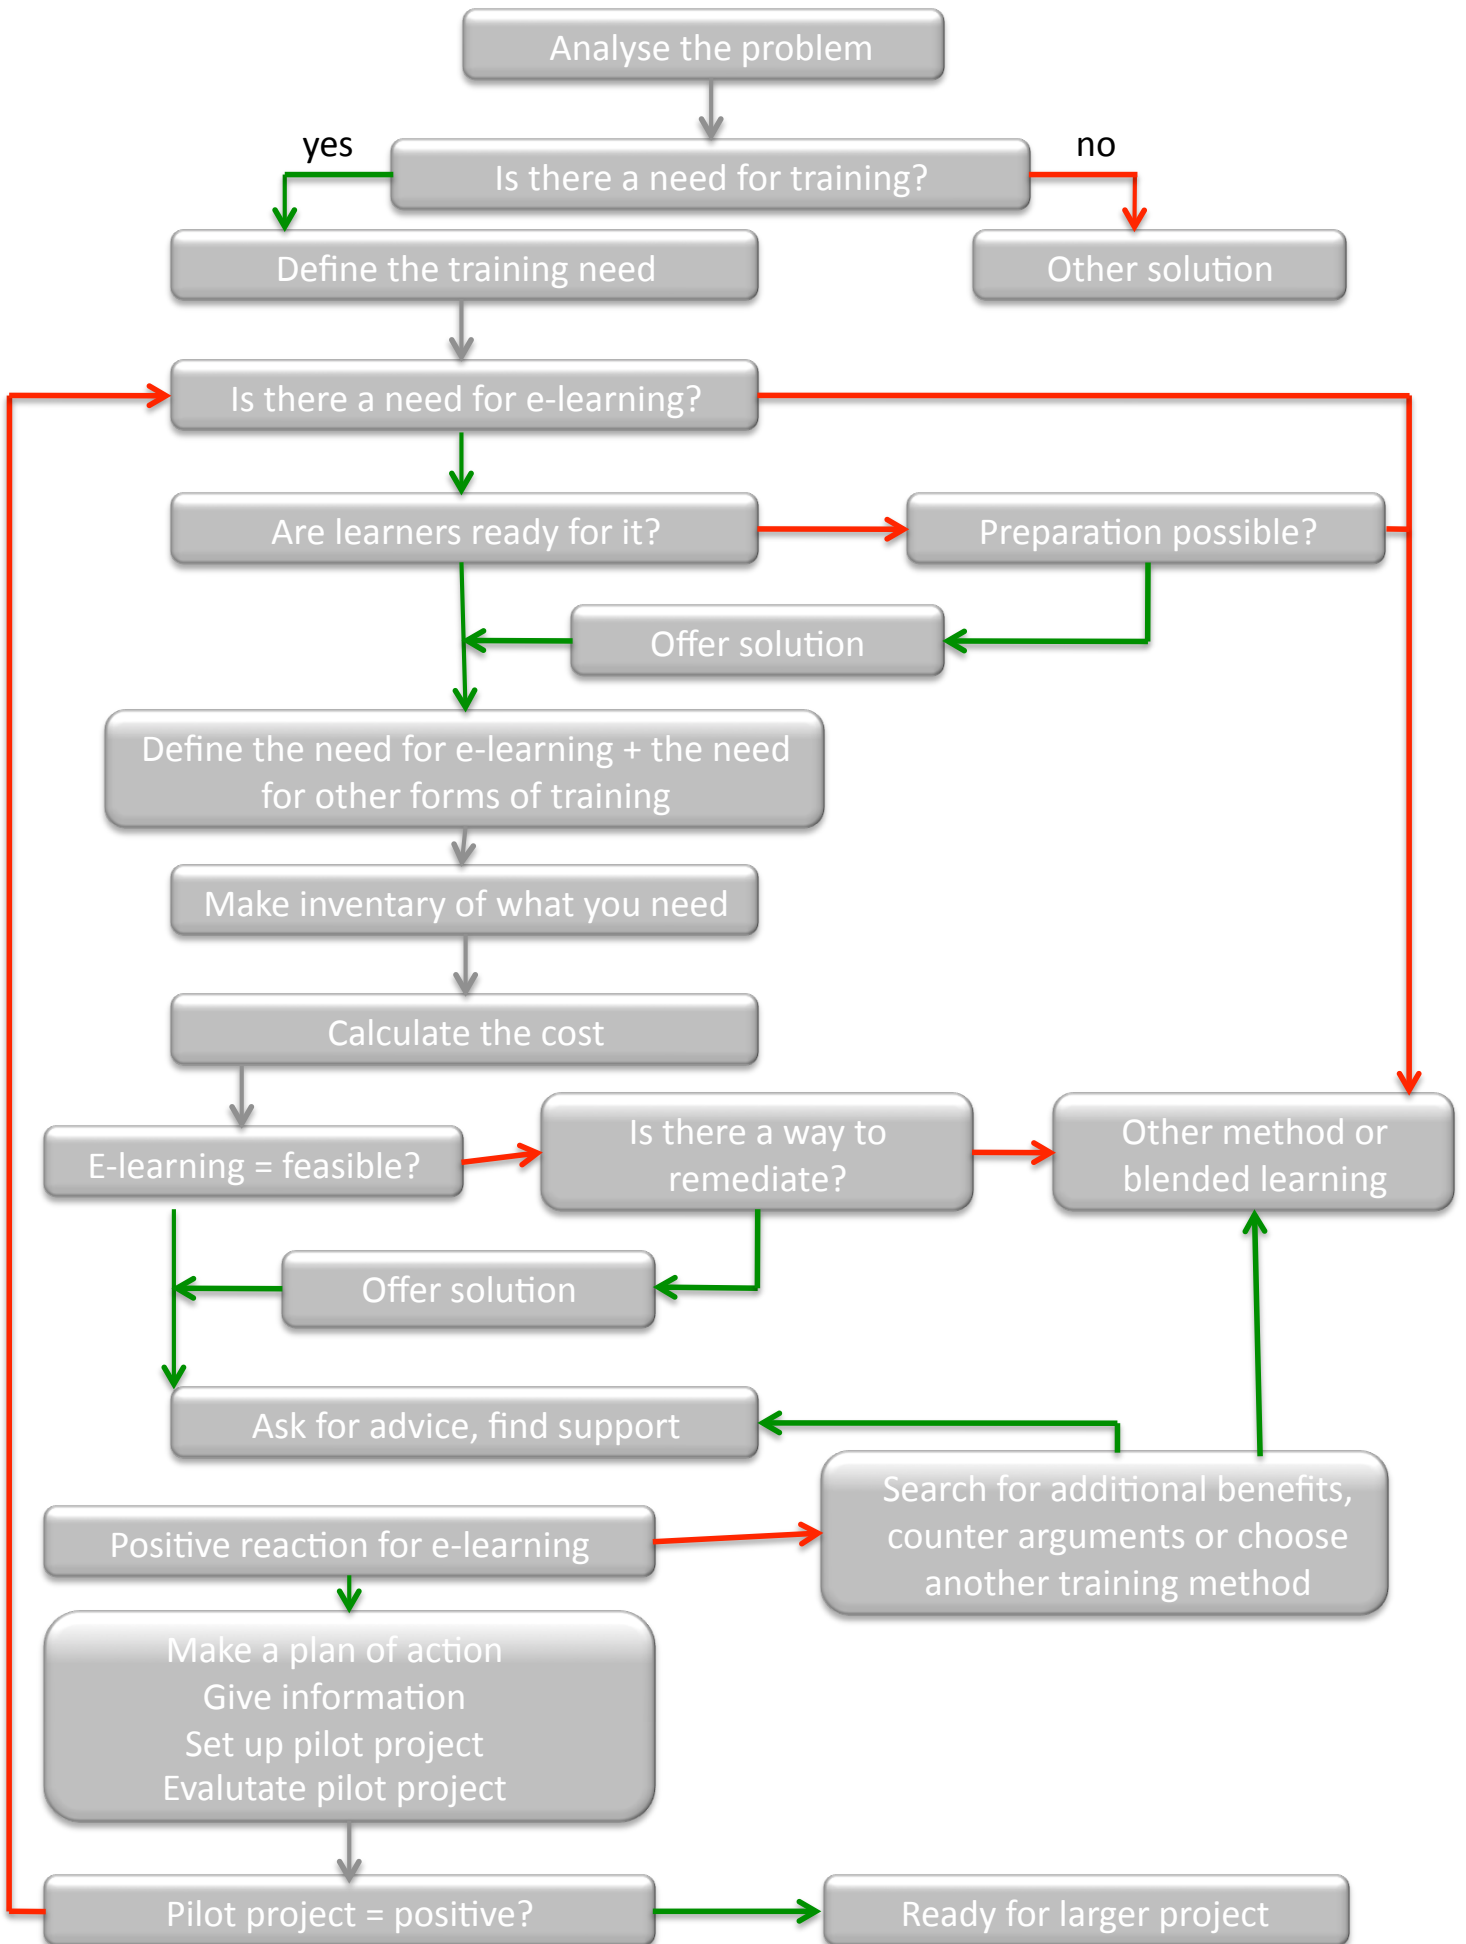 Analyse the problem
yes
no
Is there a need for training?
Define the training need
Other solution
Is there a need for e-learning?
Are learners ready for it?
Preparation possible?
Offer solution
Define the need for e-learning + the need
for other forms of training
Make inventary of what you need
Calculate the cost
E-learning = feasible?
Is there a way to
remediate?
Other method or
blended learning
Offer solution
Ask for advice, find support
Positive reaction for e-learning
Search for additional benefits,
counter arguments or choose
another training method
Make a plan of action
Give information
Set up pilot project
Evalutate pilot project
Pilot project = positive?
Ready for larger project